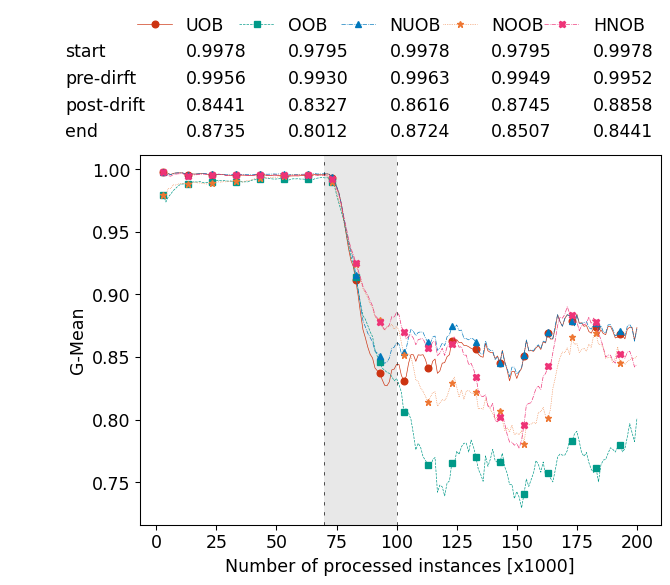 UOB OOB NUOB NOOB HNOB
start 0.9978 0.9795 0.9978 0.9795 0.9978
pre-dirft 0.9956 0.9930 0.9963 0.9949 0.9952
post-drift 0.8441 0.8327 0.8616 0.8745 0.8858
end 0.8735 0.8012 0.8724 0.8507 0.8441
1.00
0.95
0.90
0.85
0.80
0.75
G-Mean
0 25 50 75 100 125 150 175 200
Number of processed instances [x1000]